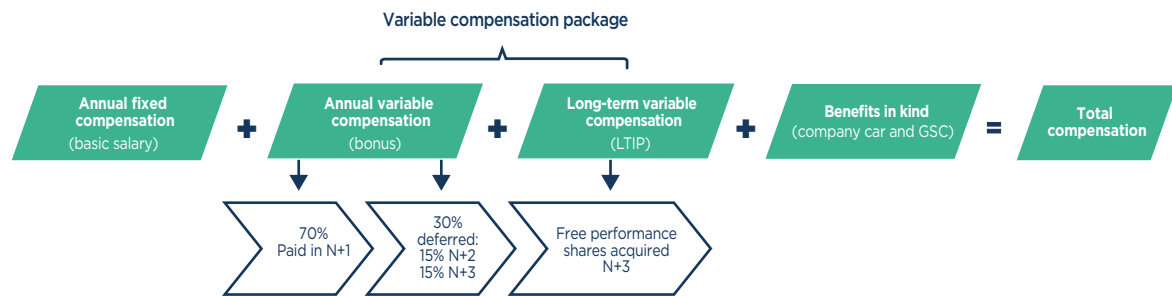 Variable compensation package
Annual fixed
compensation
(basic salary)
+
Annual variable
compensation
(bonus)
+
Long-term variable
compensation
(LTIP)
+
Benefits in kind
(company car and GSC)
=
Total
compensation
70%
Paid in N+1
30%
deferred:
15% N+2
15% N+3
Free performance
shares acquired
N+3